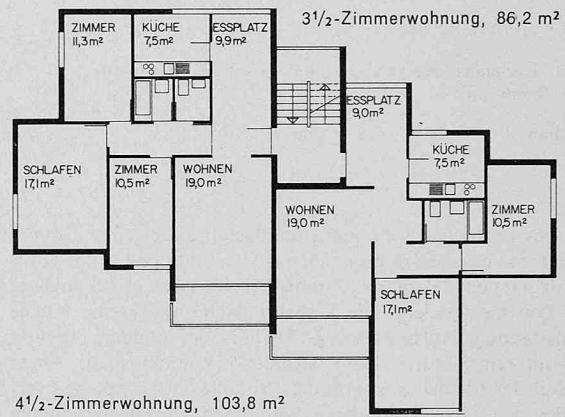 3½-Zimmerwohnung, 86,2 m²
ZIMMER
11,3 m²
KÜCHE
7,5 m²
ESSPLATZ
9,9 m²
ESSPLATZ
9,0 m²
KÜCHE
7,5 m²
SCHLAFEN
17,1 m²
ZIMMER
10,5 m²
WOHNEN
19,0 m²
WOHNEN
19,0 m²
ZIMMER
10,5 m²
SCHLAFEN
17,1 m²
4½-Zimmerwohnung, 103,8 m²